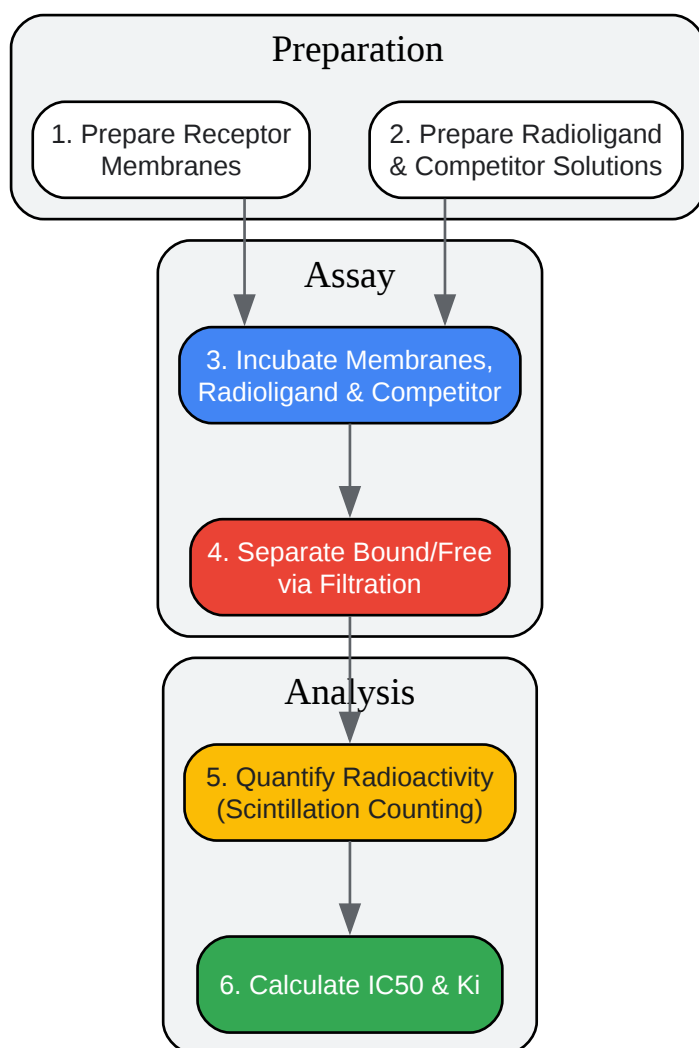 Preparation
1. Prepare Receptor
Membranes
2. Prepare Radioligand
& Competitor Solutions
Assay
3. Incubate Membranes,
Radioligand & Competitor
4. Separate Bound/Free
via Filtration
Analysis
5. Quantify Radioactivity
(Scintillation Counting)
6. Calculate IC50 & Ki